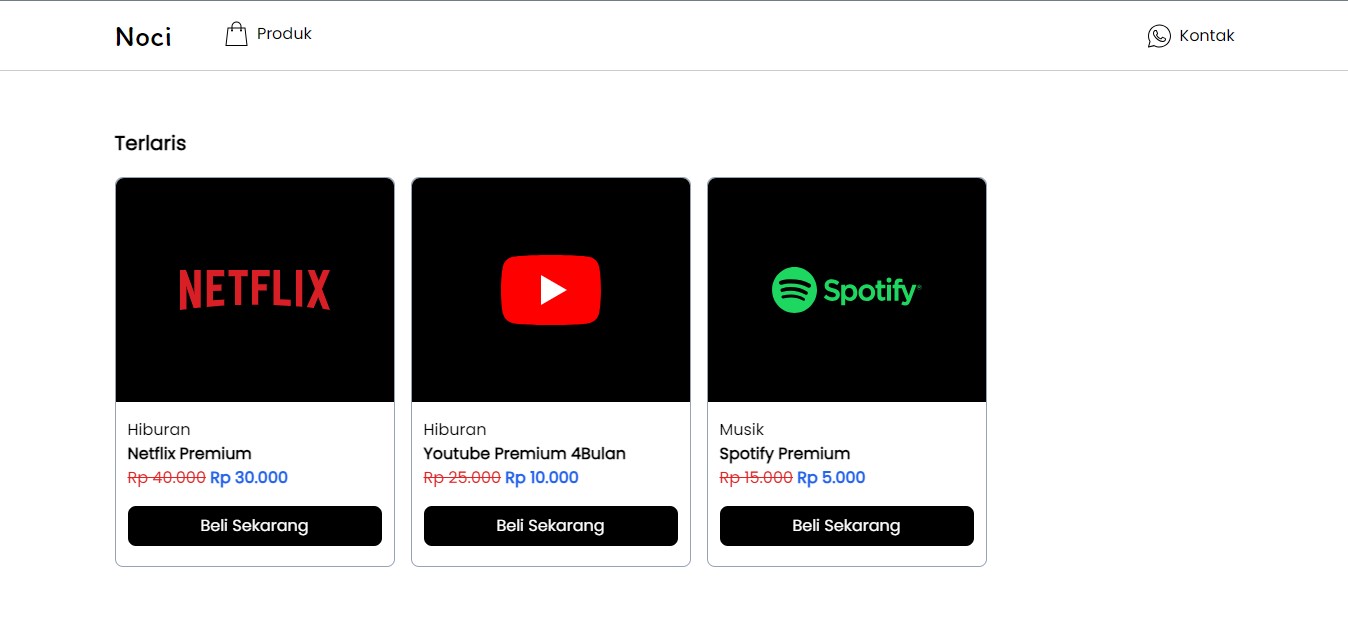 Noci
Produk
Kontak
Terlaris
NETFLIX
Spotify
Hiburan
Netflix Premium
Rp 40.000 Rp 30.000
Beli Sekarang
Hiburan
Youtube Premium 4Bulan
Rp 25.000 Rp 10.000
Beli Sekarang
Musik
Spotify Premium
Rp 15.000 Rp 5.000
Beli Sekarang